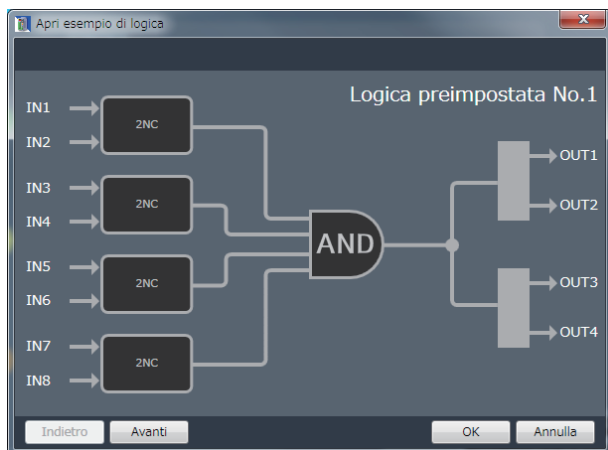 Apri esempio di logica
Logica preimpostata No.1
IN1
2NC
IN2
IN3
2NC
IN4
IN5
2NC
IN6
IN7
2NC
IN8
AND
OUT1
OUT2
OUT3
OUT4
Indietro
Avanti
OK
Annulla